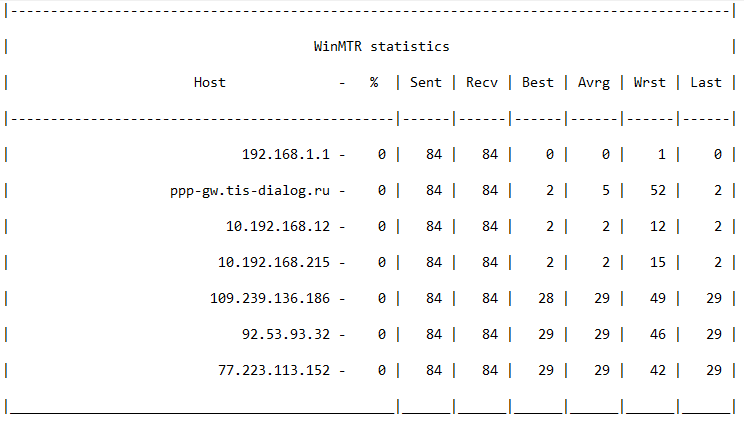 |------------------------------------------------------------------------------------------|
|                                      WinMTR statistics                                   |
|                       Host              -   %  | Sent | Recv | Best | Avrg | Wrst | Last |
|------------------------------------------------|------|------|------|------|------|------|
|                             192.168.1.1 -    0 |   84 |   84 |    0 |    0 |    1 |    0 |
|                    ppp-gw.tis-dialog.ru -    0 |   84 |   84 |    2 |    5 |   52 |    2 |
|                           10.192.168.12 -    0 |   84 |   84 |    2 |    2 |   12 |    2 |
|                          10.192.168.215 -    0 |   84 |   84 |    2 |    2 |   15 |    2 |
|                         109.239.136.186 -    0 |   84 |   84 |   28 |   29 |   49 |   29 |
|                             92.53.93.32 -    0 |   84 |   84 |   29 |   29 |   46 |   29 |
|                          77.223.113.152 -    0 |   84 |   84 |   29 |   29 |   42 |   29 |
|________________________________________________|______|______|______|______|______|______|